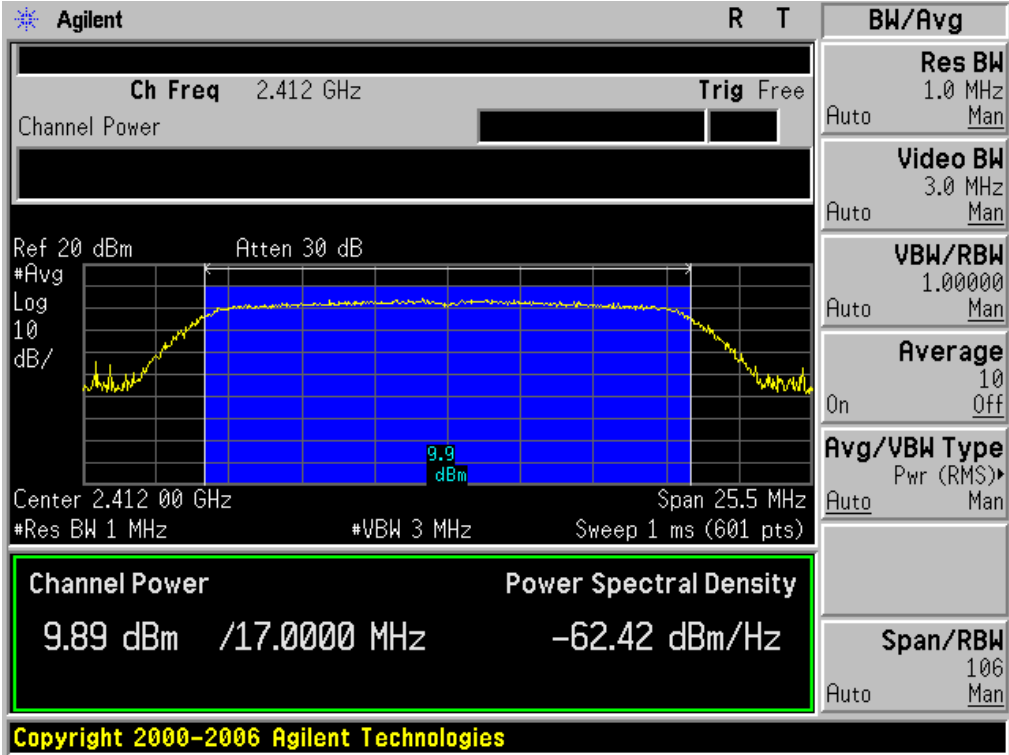 Agilent R T
BW/Avg
Ch Freq 2.412 GHz Trig Free
Channel Power
Ref 20 dBm Atten 30 dB
#Avg
Log
10
dB/
9.9
dBm
Center 2.412 00 GHz Span 25.5 MHz
#Res BW 1 MHz #VBW 3 MHz Sweep 1 ms (601 pts)
Channel Power Power Spectral Density
9.89 dBm /17.0000 MHz -62.42 dBm/Hz
Res BW
1.0 MHz
Auto Man
Video BW
3.0 MHz
Auto Man
VBW/RBW
1.00000
Auto Man
Average
10
On Off
Avg/VBW Type
Pwr (RMS)▸
Auto Man
Span/RBW
106
Auto Man
Copyright 2000-2006 Agilent Technologies